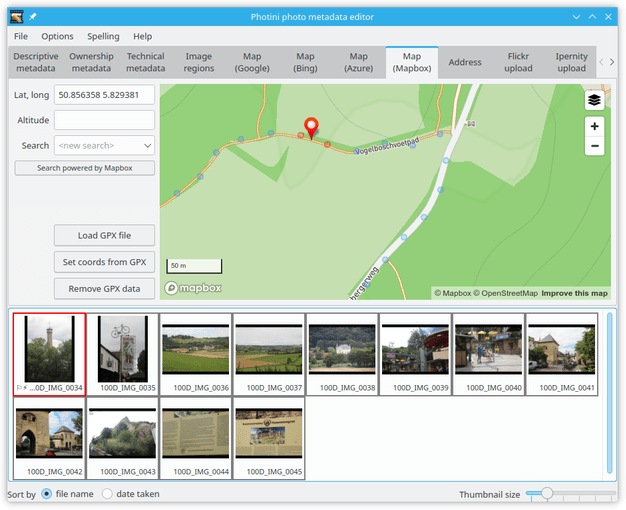 Photini photo metadata editor
File Options Spelling Help
Descriptive metadata
Ownership metadata
Technical metadata
Image regions
Map (Google)
Map (Bing)
Map (Azure)
Map (Mapbox)
Address
Flickr upload
Ipernity upload
Lat, long 50.856358 5.829381
Altitude
Search <new search>
Search powered by Mapbox
Load GPX file
Set coords from GPX
Remove GPX data
Vogelboschvoetpad
bergerweg
50 m
mapbox
© Mapbox © OpenStreetMap Improve this map
...0D_IMG_0034
100D_IMG_0035
100D_IMG_0036
100D_IMG_0037
100D_IMG_0038
100D_IMG_0039
100D_IMG_0040
100D_IMG_0041
100D_IMG_0042
100D_IMG_0043
100D_IMG_0044
100D_IMG_0045
Sort by file name date taken
Thumbnail size